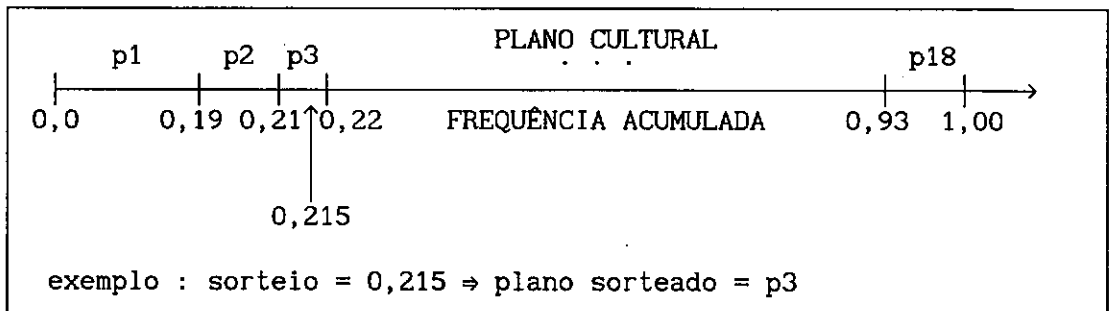 PLANO CULTURAL
p1 p2 p3 . . . p18
0,0 0,19 0,21 0,22 FREQUÊNCIA ACUMULADA 0,93 1,00
0,215
exemplo : sorteio = 0,215 ⇒ plano sorteado = p3